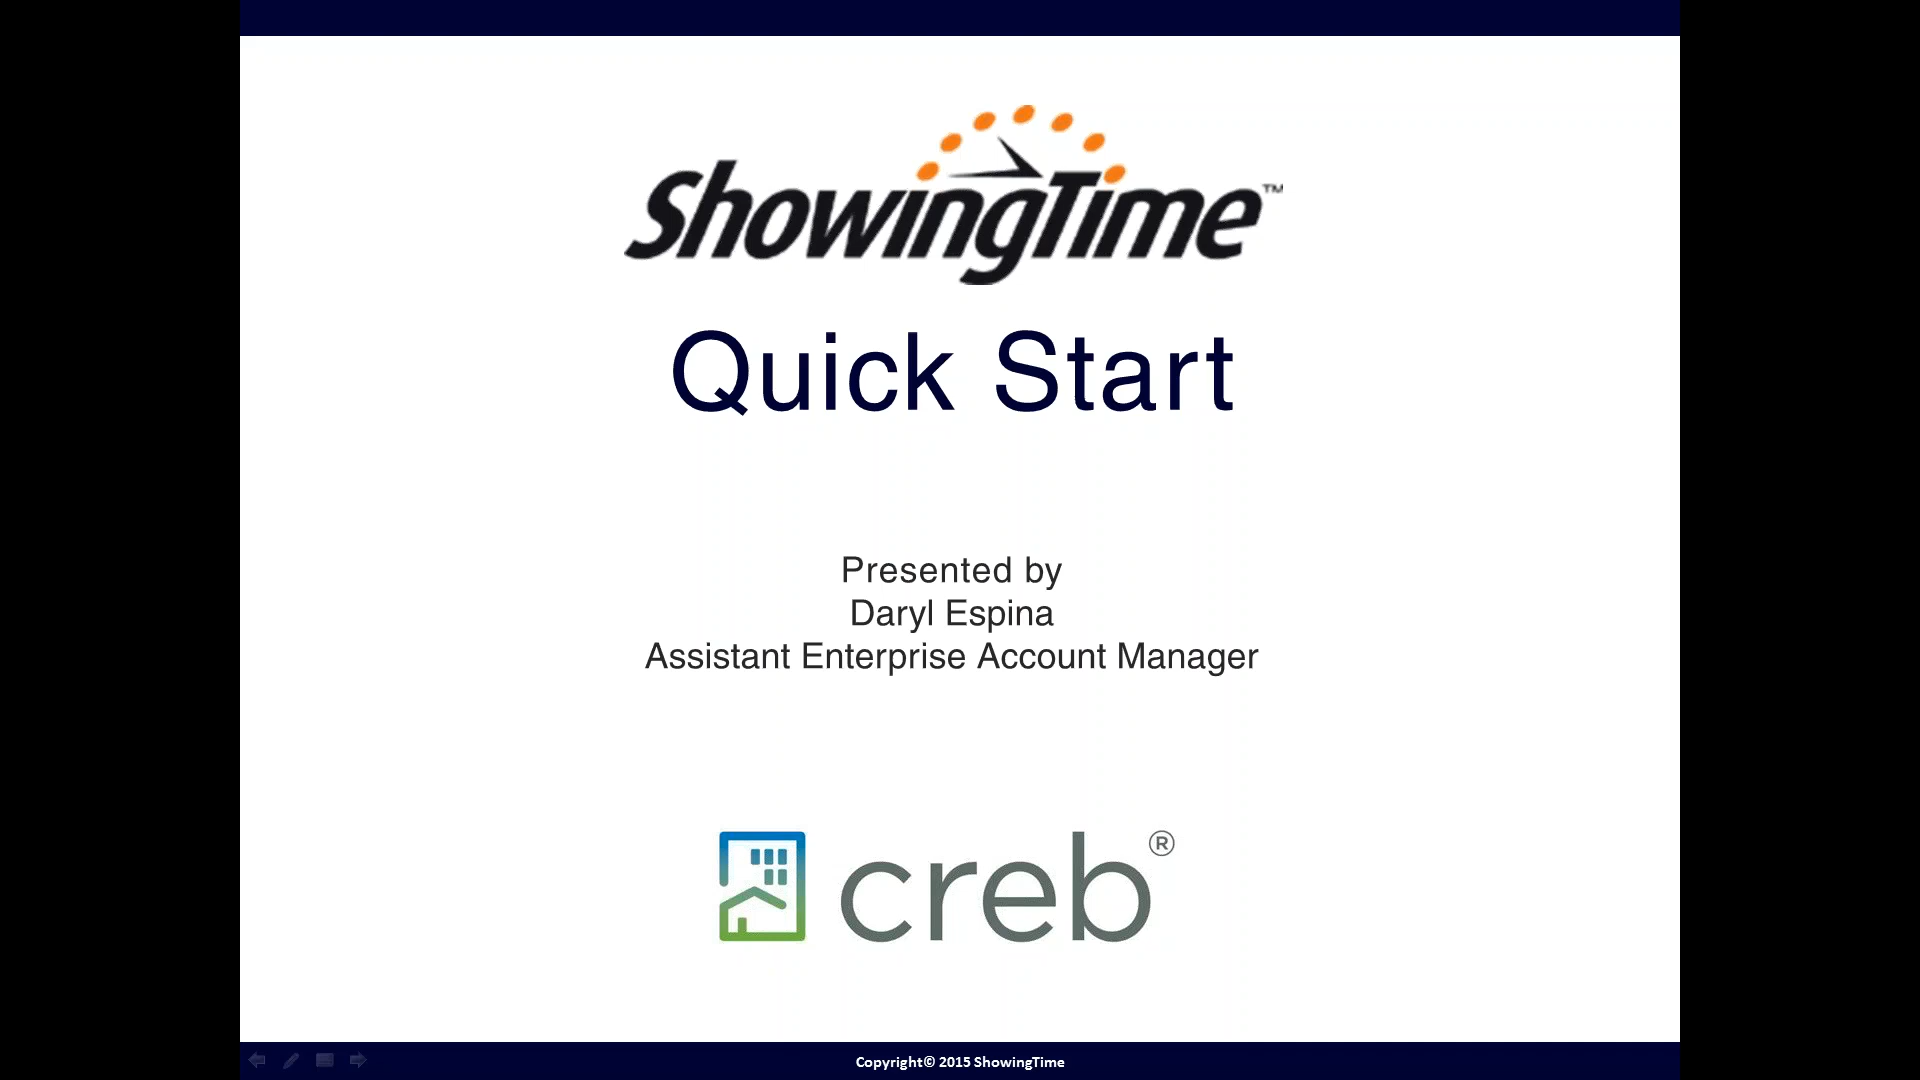 ShowingTime™
Quick Start
Presented by
Daryl Espina
Assistant Enterprise Account Manager
creb®
Copyright© 2015 ShowingTime